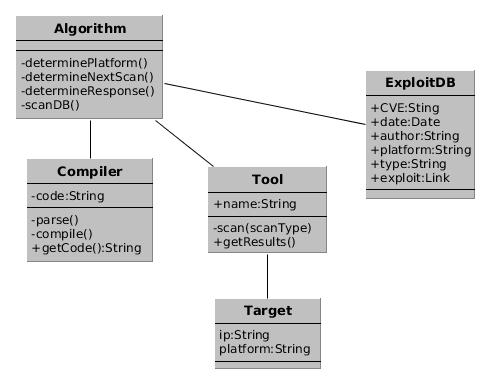 Algorithm
-determinePlatform()
-determineNextScan()
-determineResponse()
-scanDB()
ExploitDB
+CVE:Sting
+date:Date
+author:String
+platform:String
+type:String
+exploit:Link
Compiler
-code:String
-parse()
-compile()
+getCode():String
Tool
+name:String
-scan(scanType)
+getResults()
Target
ip:String
platform:String